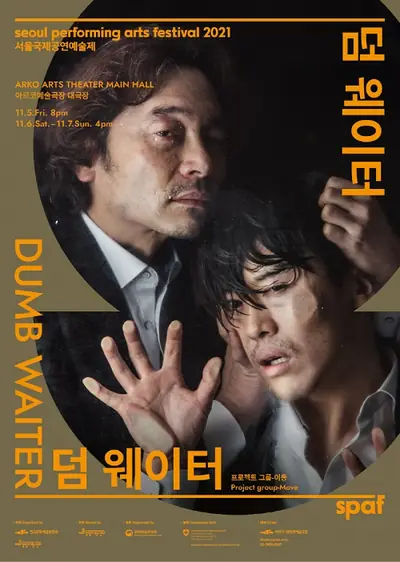 seoul performing arts festival 2021
서울국제공연예술제
ARKO ARTS THEATER MAIN HALL
아르코예술극장 대극장
11.5.Fri. 8pm
11.6.Sat.–11.7.Sun. 4pm
덤 웨이터
DUMB WAITER
덤 웨이터
프로젝트 그룹-이동
Project group-Move
spaf